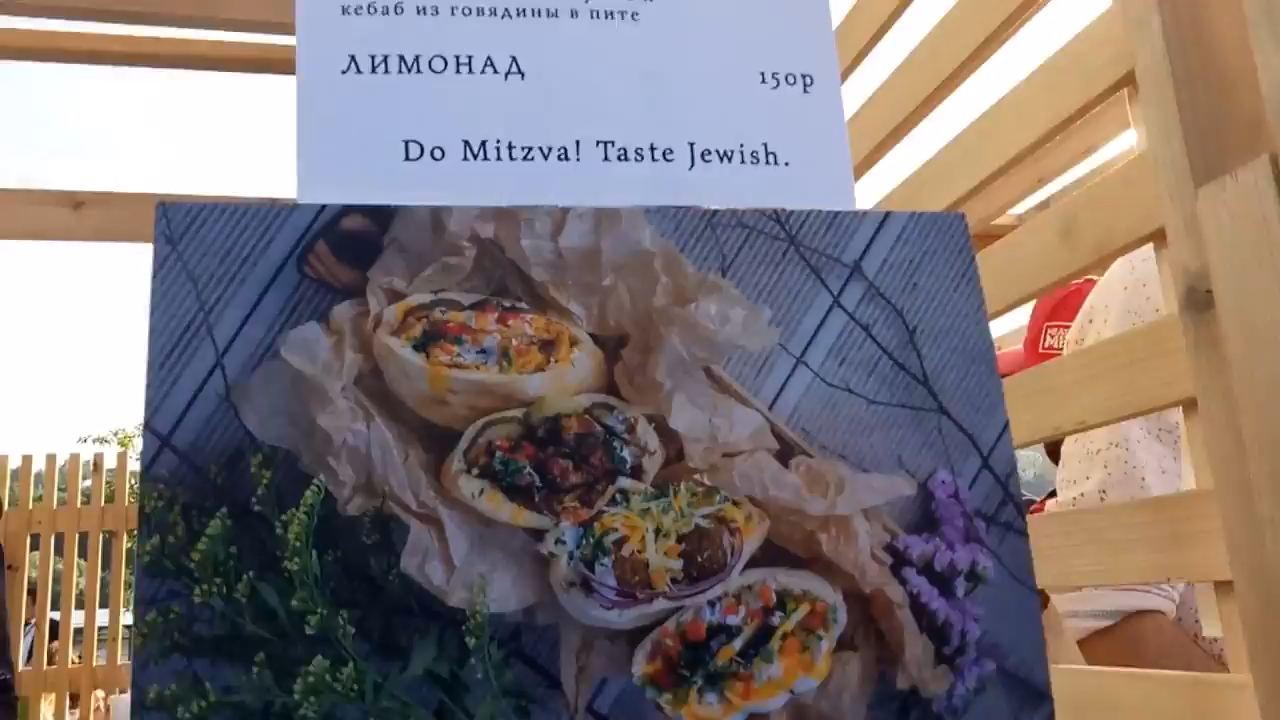 кебаб из говядины в пите
ЛИМОНАД 150р
Do Mitzva! Taste Jewish.